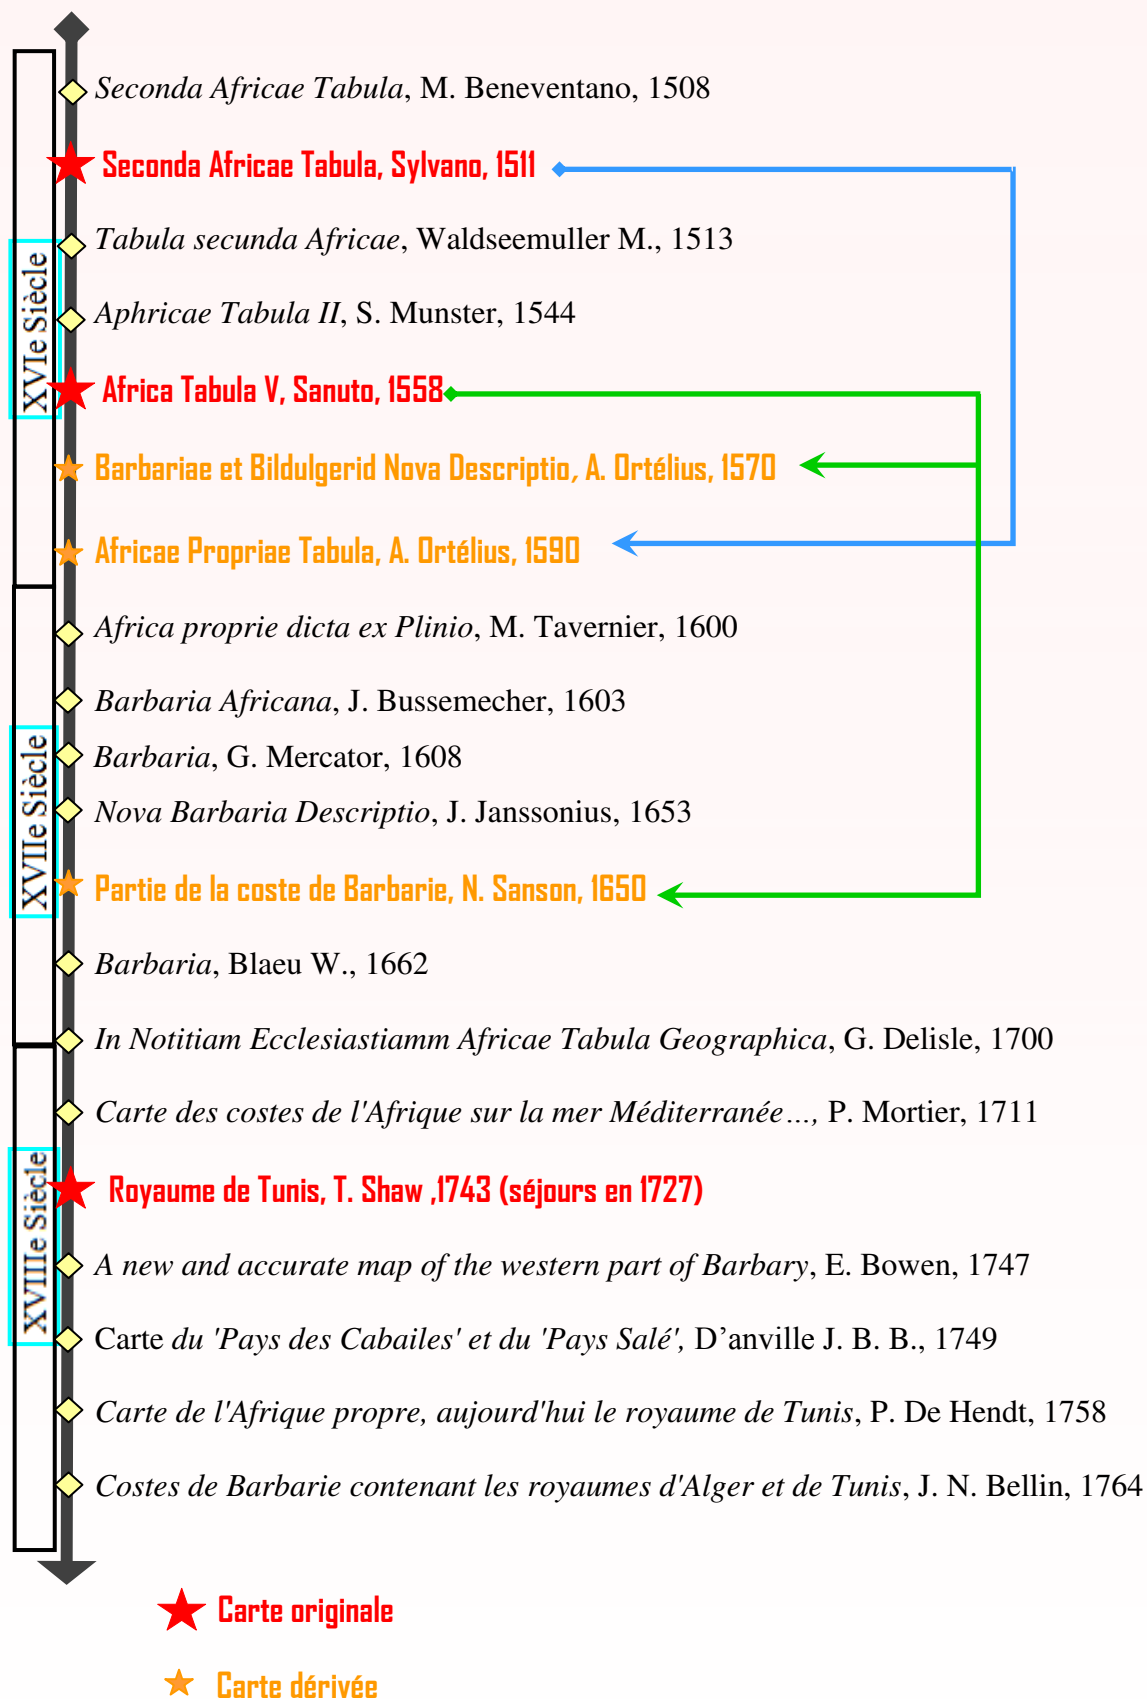 Seconda Africae Tabula, M. Beneventano, 1508
Seconda Africae Tabula, Sylvano, 1511
Tabula secunda Africae, Waldseemuller M., 1513
XVIe Siècle
Aphricae Tabula II, S. Munster, 1544
Africa Tabula V, Sanuto, 1558
Barbariae et Bildulgerid Nova Descriptio, A. Ortélius, 1570
Africae Propriae Tabula, A. Ortélius, 1590
Africa proprie dicta ex Plinio, M. Tavernier, 1600
Barbaria Africana, J. Bussemecher, 1603
Barbaria, G. Mercator, 1608
XVIIe Siècle
Nova Barbaria Descriptio, J. Janssonius, 1653
Partie de la coste de Barbarie, N. Sanson, 1650
Barbaria, Blaeu W., 1662
In Notitiam Ecclesiastiamm Africae Tabula Geographica, G. Delisle, 1700
Carte des costes de l'Afrique sur la mer Méditerranée…, P. Mortier, 1711
Royaume de Tunis, T. Shaw ,1743 (séjours en 1727)
XVIIIe Siècle
A new and accurate map of the western part of Barbary, E. Bowen, 1747
Carte du 'Pays des Cabailes' et du 'Pays Salé', D’anville J. B. B., 1749
Carte de l'Afrique propre, aujourd'hui le royaume de Tunis, P. De Hendt, 1758
Costes de Barbarie contenant les royaumes d'Alger et de Tunis, J. N. Bellin, 1764
Carte originale
Carte dérivée